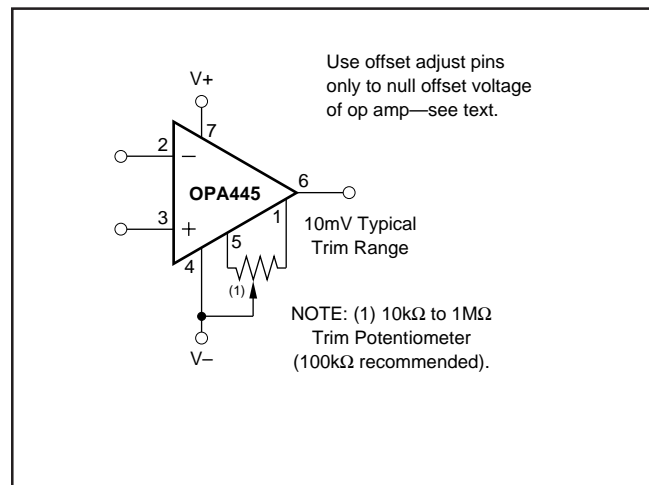 Use offset adjust pins
only to null offset voltage
of op amp—see text.
V+
7
2
–
OPA445
6
3
+
1
5
4
10mV Typical
Trim Range
(1)
NOTE: (1) 10kΩ to 1MΩ
Trim Potentiometer
(100kΩ recommended).
V–